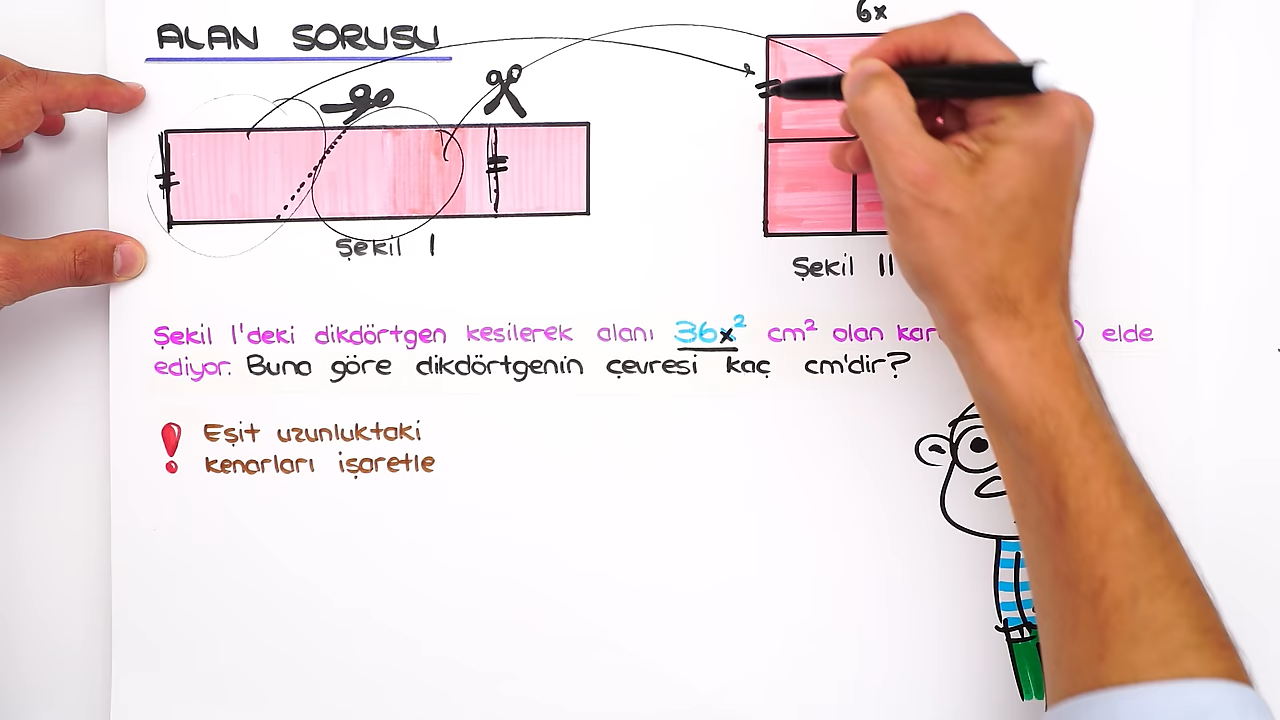 ALAN SORUSU
6x
Şekil I
Şekil II
Şekil I'deki dikdörtgen kesilerek alanı 36x² cm² olan elde
ediyor. Buna göre dikdörtgenin çevresi kaç cm'dir?
! Eşit uzunluktaki
kenarları işaretle